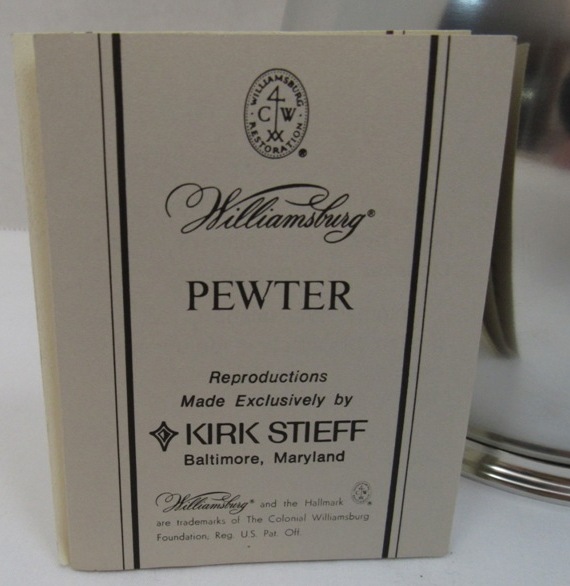 WILLIAMSBURG
4
C W
RESTORATION ®
Williamsburg®
PEWTER
Reproductions
Made Exclusively by
KIRK STIEFF
Baltimore, Maryland
Williamsburg® and the Hallmark ®
are trademarks of The Colonial Williamsburg
Foundation, Reg. U.S. Pat. Off.